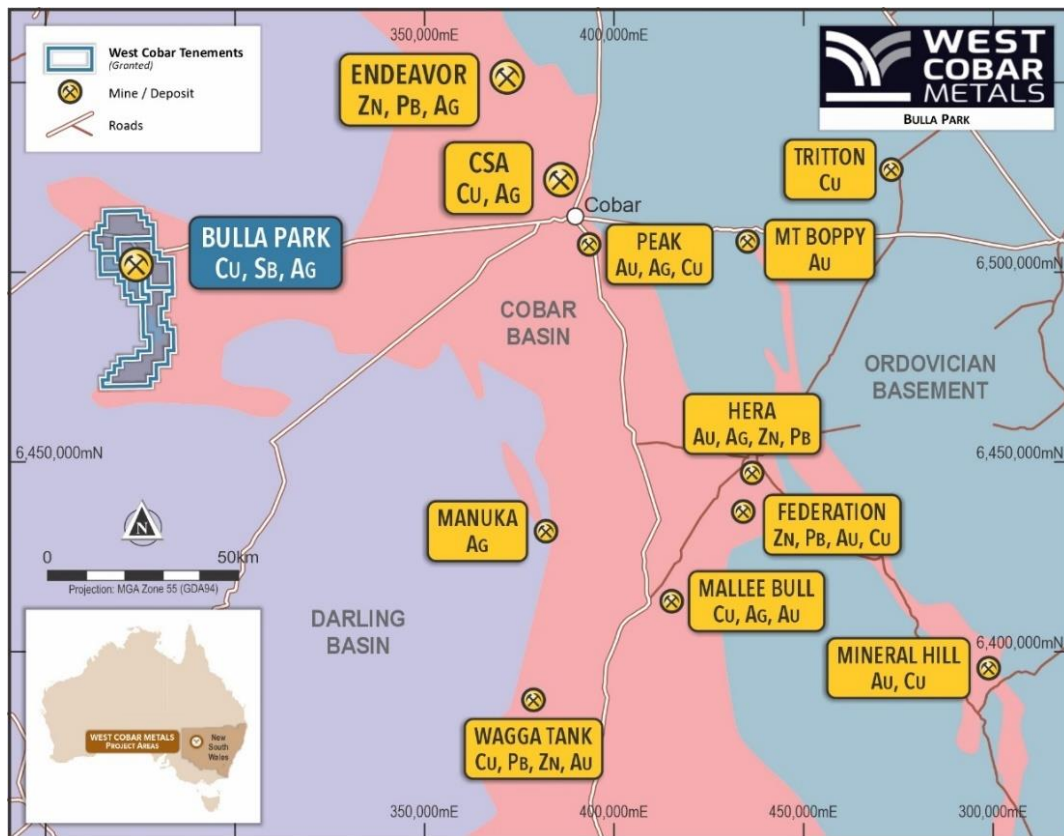 350,000mE
400,000mE
West Cobar Tenements
(Granted)
Mine / Deposit
Roads
WEST
COBAR
METALS
BULLA PARK
ENDEAVOR
ZN, PB, AG
CSA
CU, AG
TRITTON
CU
Cobar
BULLA PARK
CU, SB, AG
PEAK
AU, AG, CU
MT BOPPY
AU
6,500,000mN
COBAR
BASIN
ORDOVICIAN
BASEMENT
HERA
AU, AG, ZN, PB
6,450,000mN
6,450,000mN
MANUKA
AG
FEDERATION
ZN, PB, AU, CU
N
0
50km
Projection: MGA Zone 55 (GDA94)
MALLEE BULL
CU, AG, AU
DARLING
BASIN
MINERAL HILL
AU, CU
6,400,000mN
WEST COBAR METALS
PROJECT AREAS
New
South
Wales
WAGGA TANK
CU, PB, ZN, AU
350,000mE
400,000mE
450,000mE
300,000mE